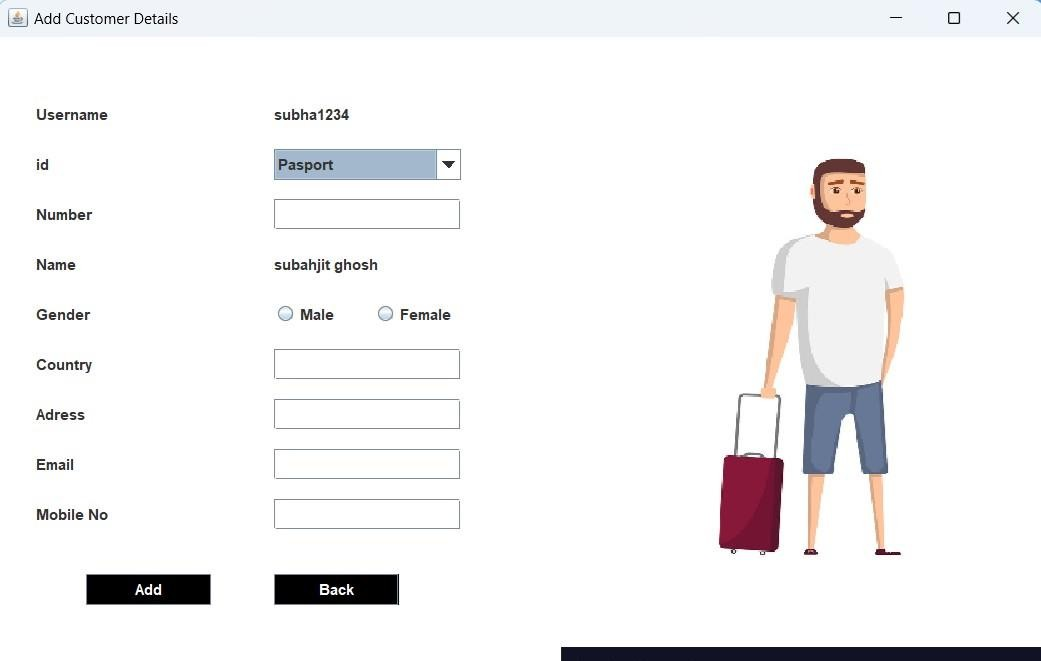 Add Customer Details
Username subha1234
id Pasport
Number
Name subahjit ghosh
Gender Male Female
Country
Adress
Email
Mobile No
Add Back